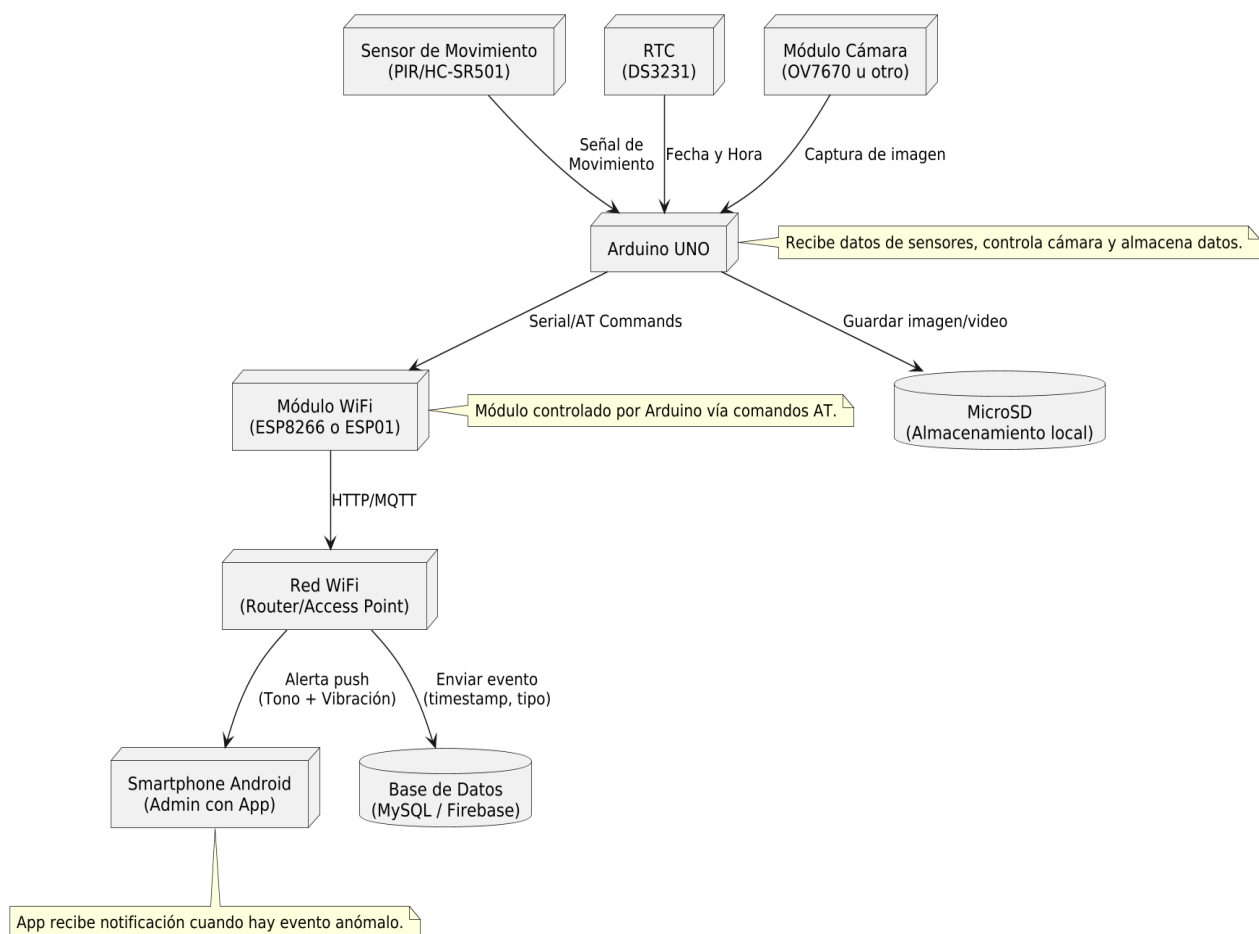 Sensor de Movimiento
(PIR/HC-SR501)
RTC
(DS3231)
Módulo Cámara
(OV7670 u otro)
Señal de
Movimiento
Fecha y Hora
Captura de imagen
Arduino UNO
Recibe datos de sensores, controla cámara y almacena datos.
Serial/AT Commands
Guardar imagen/video
Módulo WiFi
(ESP8266 o ESP01)
Módulo controlado por Arduino vía comandos AT.
MicroSD
(Almacenamiento local)
HTTP/MQTT
Red WiFi
(Router/Access Point)
Alerta push
(Tono + Vibración)
Enviar evento
(timestamp, tipo)
Smartphone Android
(Admin con App)
Base de Datos
(MySQL / Firebase)
App recibe notificación cuando hay evento anómalo.